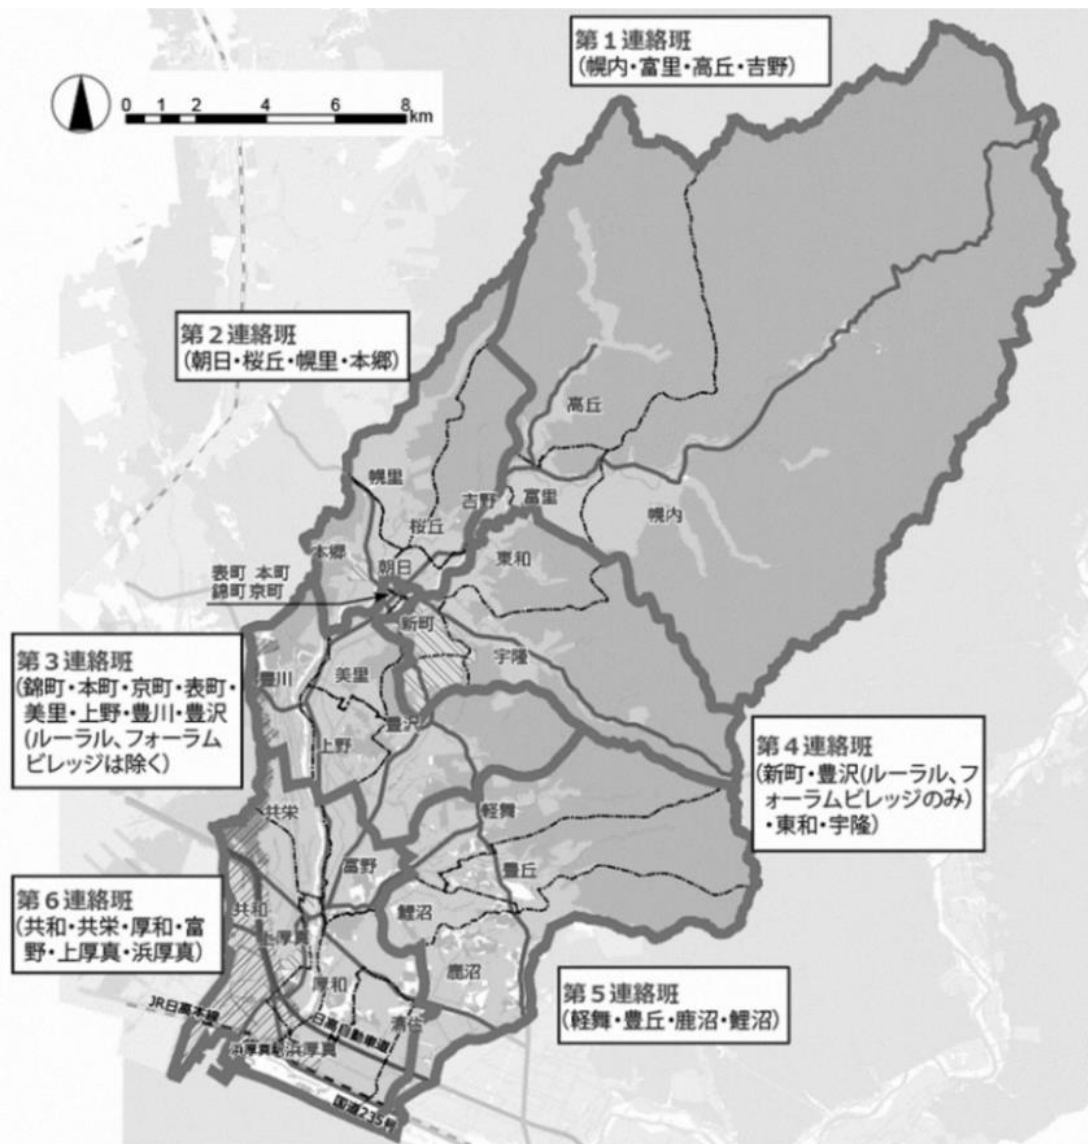 第1連絡班
(幌内・富里・高丘・吉野)
0 1 2 4 6 8
km
第2連絡班
(朝日・桜丘・幌里・本郷)
高丘
幌里
吉野
富里
幌内
桜丘
本郷
朝日
東和
表町 本町
錦町 京町
新町
宇隆
第3連絡班
(錦町・本町・京町・表町・
美里・上野・豊川・豊沢
(ルーラル、フォーラム
ビレッジは除く)
豊川
美里
豊沢
上野
第4連絡班
(新町・豊沢(ルーラル、フ
ォーラムビレッジのみ)
・東和・宇隆)
共栄
軽舞
富野
豊丘
第6連絡班
(共和・共栄・厚和・富
野・上厚真・浜厚真)
共和
鯉沼
上厚真
鹿沼
厚和
第5連絡班
(軽舞・豊丘・鹿沼・鯉沼)
JR日高本線
日高自動車道
清住
浜厚真駅
浜厚真
国道235号